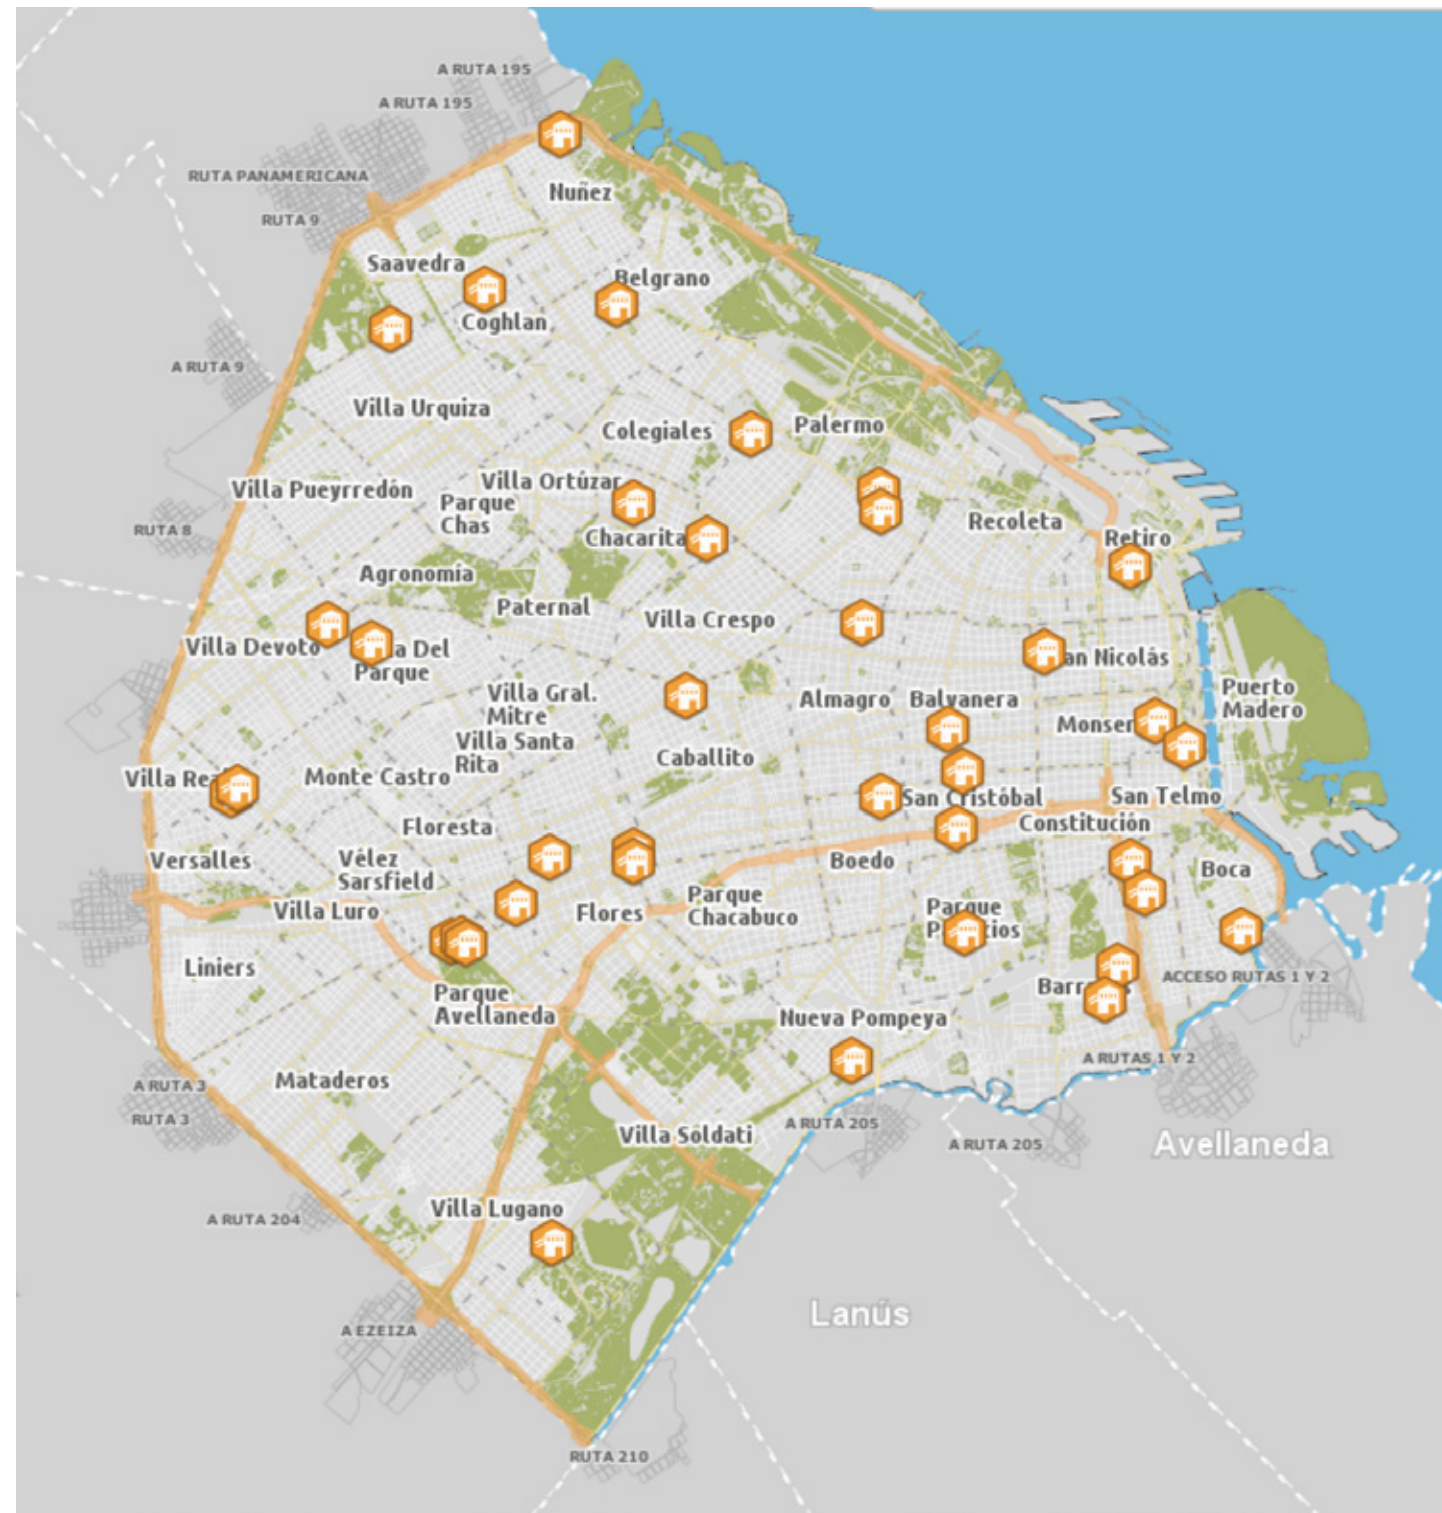 A RUTA 195
A RUTA 195
RUTA PANAMERICANA
Nuñez
RUTA 9
Saavedra
Belgrano
Coghlan
A RUTA 9
Villa Urquiza
Colegiales
Palermo
Villa Ortúzar
Villa Pueyrredón
Parque
Chas
Recoleta
RUTA 8
Chacarita
Retiro
Agronomía
Paternal
Villa Crespo
Villa Devoto
a Del
Parque
an Nicolás
Villa Gral.
Mitre
Almagro
Balvanera
Puerto
Madero
Monser
Villa Santa
Rita
Caballito
Villa Rea
Monte Castro
San Cristóbal
San Telmo
Floresta
Constitución
Versalles
Vélez
Sarsfield
Boedo
Boca
Villa Luro
Flores
Parque
Chacabuco
Parque
P cios
Liniers
ACCESO RUTAS 1 Y 2
Barr s
Parque
Avellaneda
Nueva Pompeya
A RUTAS 1 Y 2
Mataderos
A RUTA 3
RUTA 3
A RUTA 205
Villa Soldati
A RUTA 205
Avellaneda
Villa Lugano
A RUTA 204
Lanús
A EZEIZA
RUTA 210